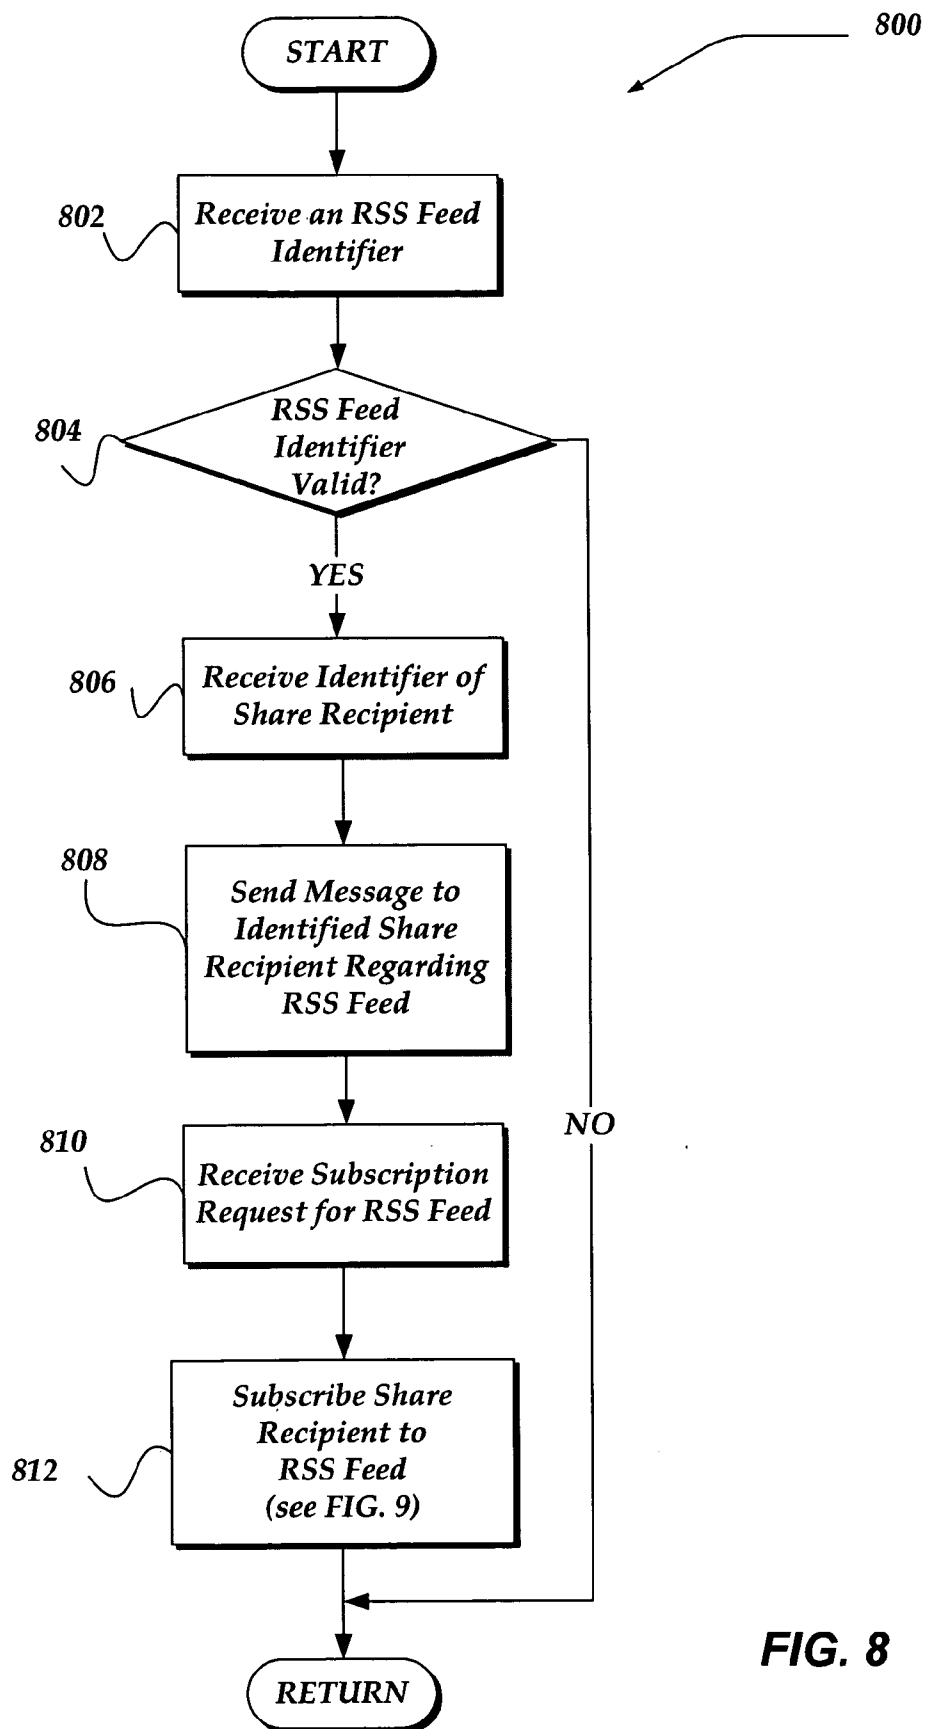 800
START
802
Receive an RSS Feed
Identifier
804
RSS Feed
Identifier
Valid?
YES
806
Receive Identifier of
Share Recipient
808
Send Message to
Identified Share
Recipient Regarding
RSS Feed
NO
810
Receive Subscription
Request for RSS Feed
812
Subscribe Share
Recipient to
RSS Feed
(see FIG. 9)
FIG. 8
RETURN